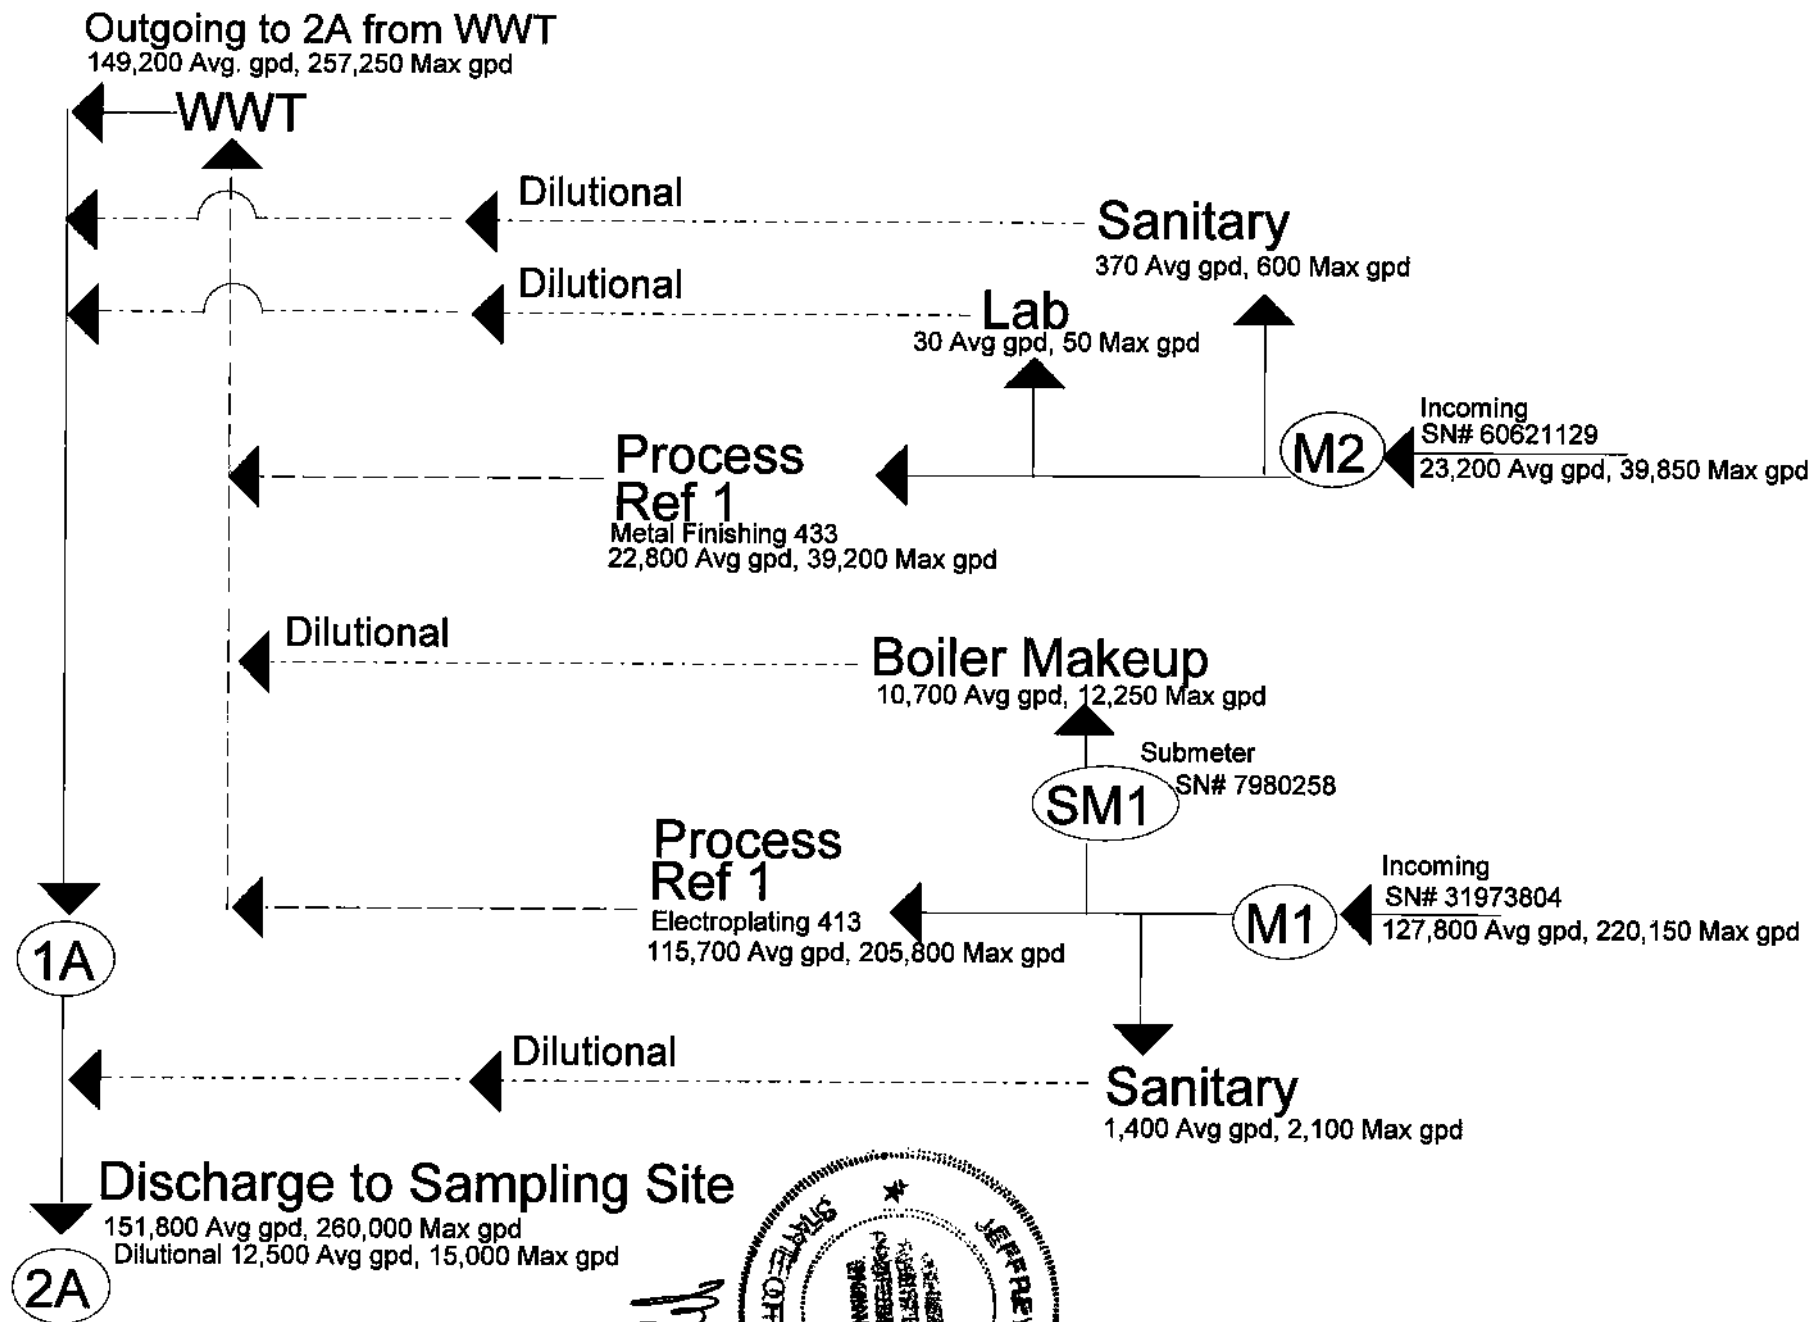 Outgoing to 2A from WWT
149,200 Avg. gpd, 257,250 Max gpd
WWT
Dilutional
Sanitary
370 Avg gpd, 600 Max gpd
Dilutional
Lab
30 Avg gpd, 50 Max gpd
Incoming
SN# 60621129
M2
23,200 Avg gpd, 39,850 Max gpd
Process
Ref 1
Metal Finishing 433
22,800 Avg gpd, 39,200 Max gpd
Dilutional
Boiler Makeup
10,700 Avg gpd, 12,250 Max gpd
Submeter
SN# 7980258
SM1
Process
Ref 1
Electroplating 413
115,700 Avg gpd, 205,800 Max gpd
Incoming
SN# 31973804
M1
127,800 Avg gpd, 220,150 Max gpd
1A
Dilutional
Sanitary
1,400 Avg gpd, 2,100 Max gpd
Discharge to Sampling Site
151,800 Avg gpd, 260,000 Max gpd
Dilutional 12,500 Avg gpd, 15,000 Max gpd
2A
STATE OF